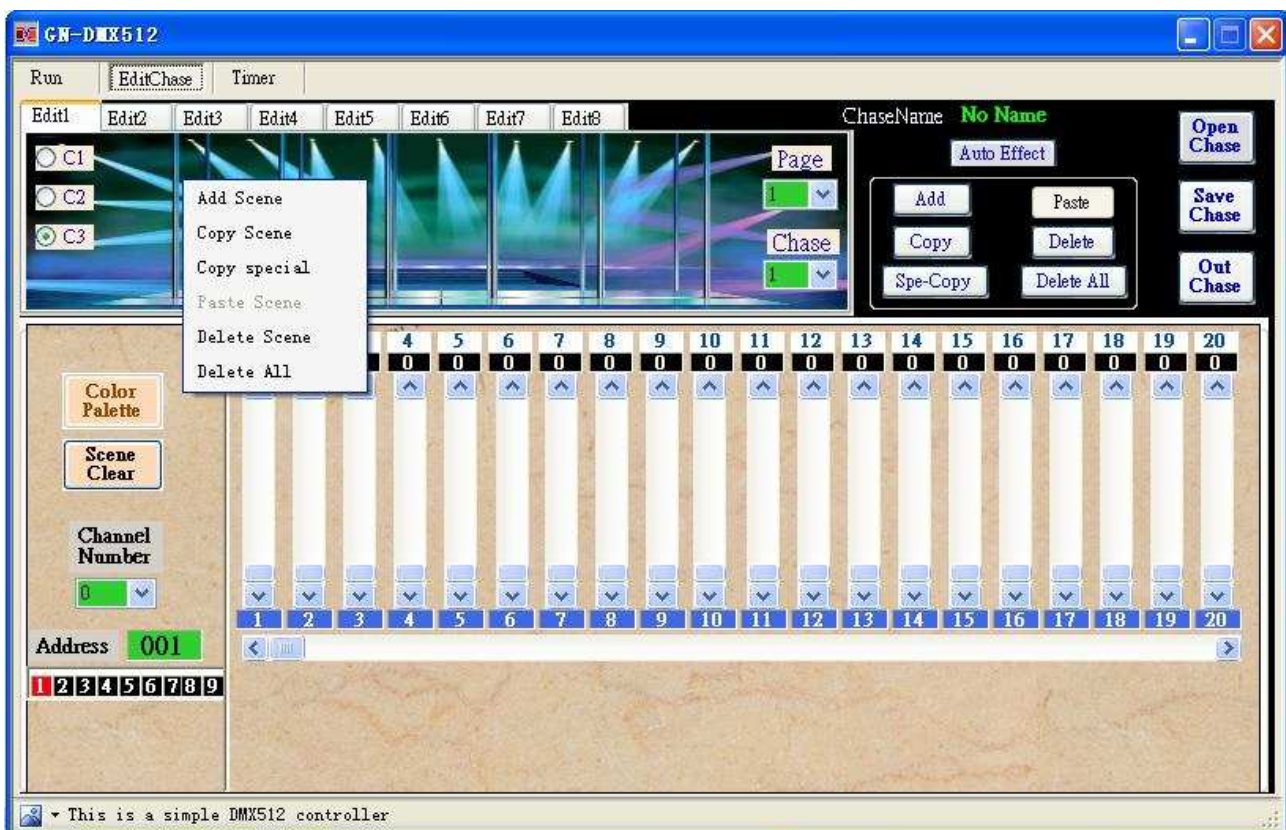 GN-DMX512
Run EditChase Timer
Edit1 Edit2 Edit3 Edit4 Edit5 Edit6 Edit7 Edit8
ChaseName No Name
Auto Effect
Open
Chase
C1
C2
C3
Page
1
Chase
1
Add Paste
Copy Delete
Spe-Copy Delete All
Save
Chase
Out
Chase
Add Scene
Copy Scene
Copy special
Paste Scene
Delete Scene
Delete All
4 5 6 7 8 9 10 11 12 13 14 15 16 17 18 19 20
0 0 0 0 0 0 0 0 0 0 0 0 0 0 0 0 0
Color
Palette
Scene
Clear
Channel
Number
0
1 2 3 4 5 6 7 8 9 10 11 12 13 14 15 16 17 18 19 20
Address 001
1 2 3 4 5 6 7 8 9
This is a simple DMX512 controller